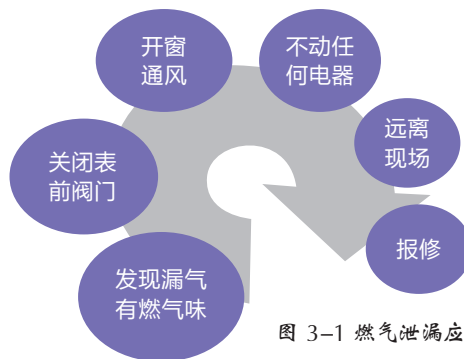 发现漏气
有燃气味
关闭表
前阀门
开窗
通风
不动任
何电器
远离
现场
报修
图 3-1 燃气泄漏应